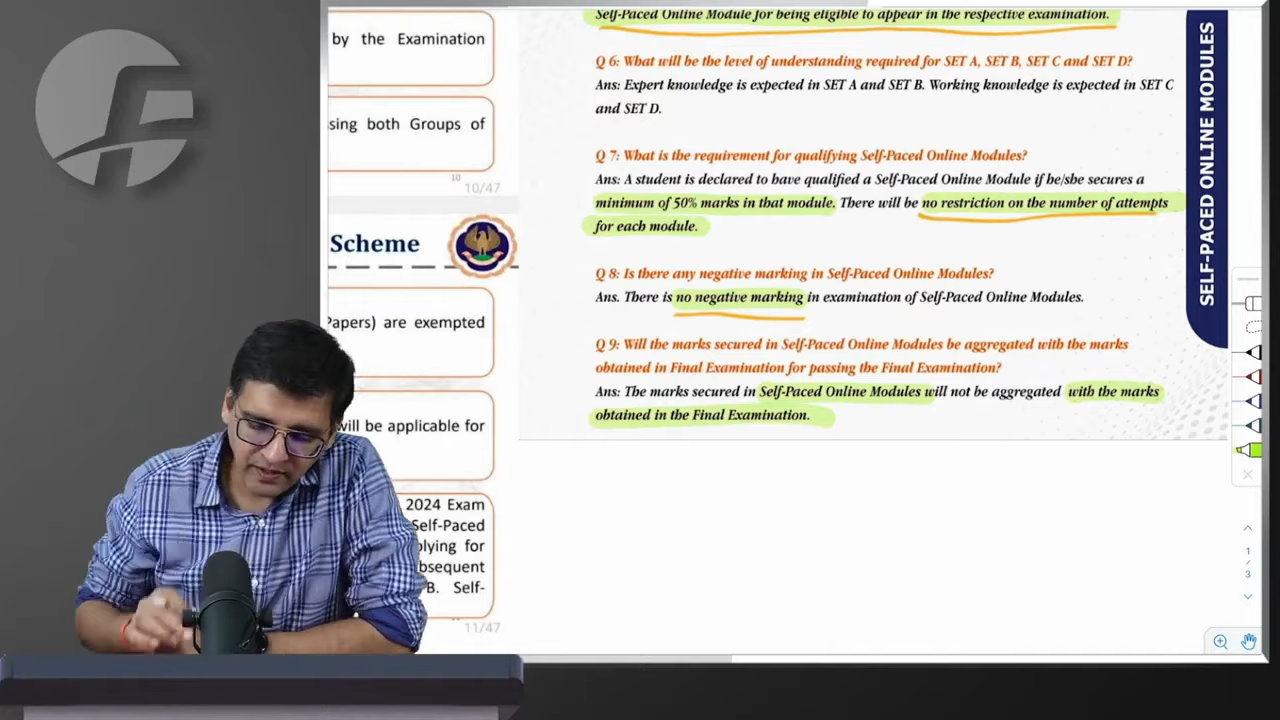 by the Examination
sing both Groups of
10
10/47
Scheme
Papers) are exempted
will be applicable for
2024 Exam
Self-Paced
plying for
bsequent
B. Self-
11/47
Self-Paced Online Module for being eligible to appear in the respective examination.
Q 6: What will be the level of understanding required for SET A, SET B, SET C and SET D?
Ans: Expert knowledge is expected in SET A and SET B. Working knowledge is expected in SET C
and SET D.
Q 7: What is the requirement for qualifying Self-Paced Online Modules?
Ans: A student is declared to have qualified a Self-Paced Online Module if he/she secures a
minimum of 50% marks in that module. There will be no restriction on the number of attempts
for each module.
Q 8: Is there any negative marking in Self-Paced Online Modules?
Ans. There is no negative marking in examination of Self-Paced Online Modules.
Q 9: Will the marks secured in Self-Paced Online Modules be aggregated with the marks
obtained in Final Examination for passing the Final Examination?
Ans: The marks secured in Self-Paced Online Modules will not be aggregated with the marks
obtained in the Final Examination.
SELF-PACED ONLINE MODULES
1
/
3